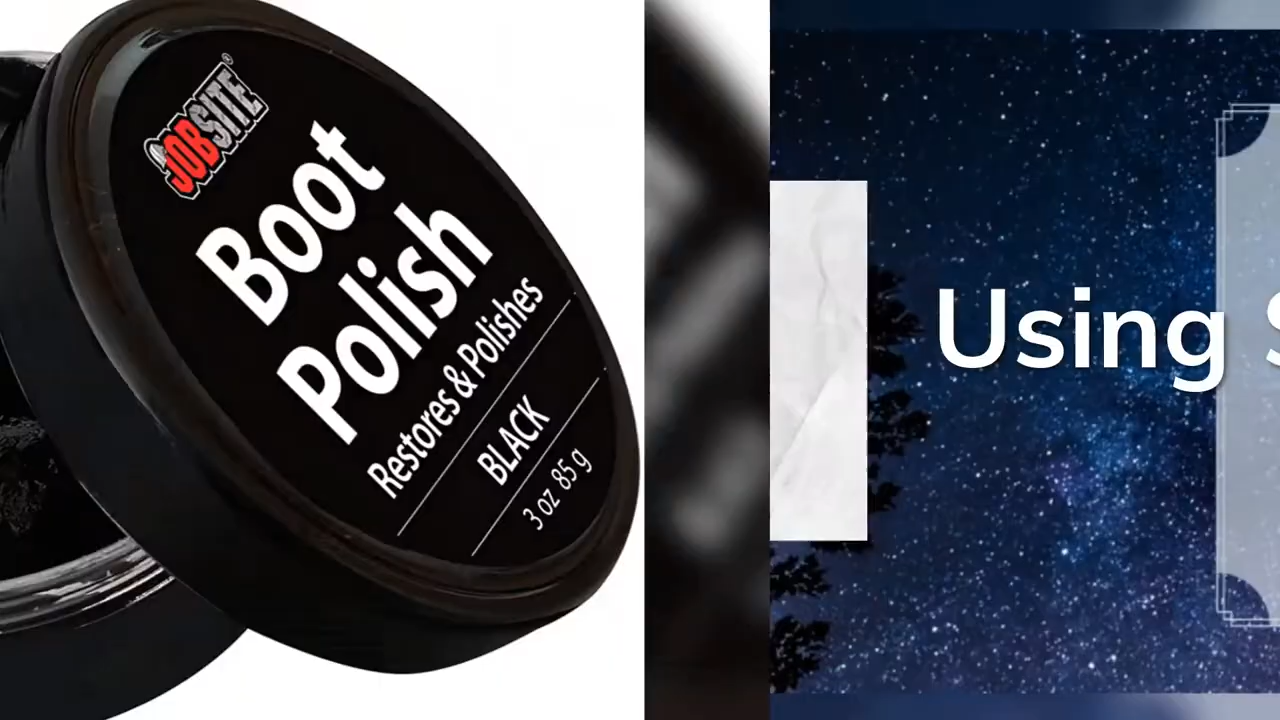 JOBSITE®
Boot
Polish
Restores & Polishes
BLACK
3 oz 85 g
Using